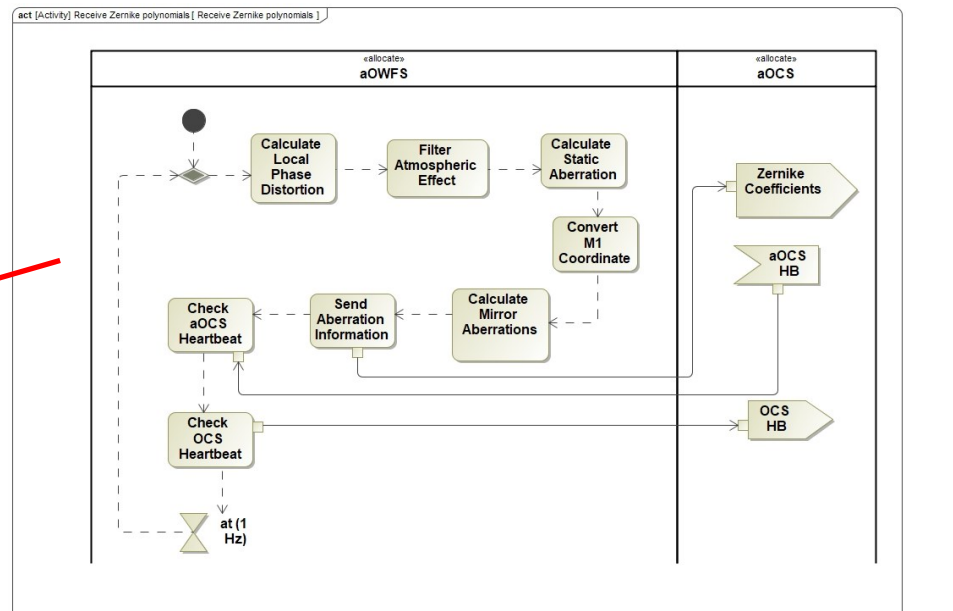 act [Activity] Receive Zernike polynomials [ Receive Zernike polynomials ]
«allocate»
aOWFS
«allocate»
aOCS
Calculate
Local
Phase
Distortion
Filter
Atmospheric
Effect
Calculate
Static
Aberration
Zernike
Coefficients
Convert
M1
Coordinate
aOCS
HB
Check
aOCS
Heartbeat
Send
Aberration
Information
Calculate
Mirror
Aberrations
Check
OCS
Heartbeat
OCS
HB
at (1
Hz)